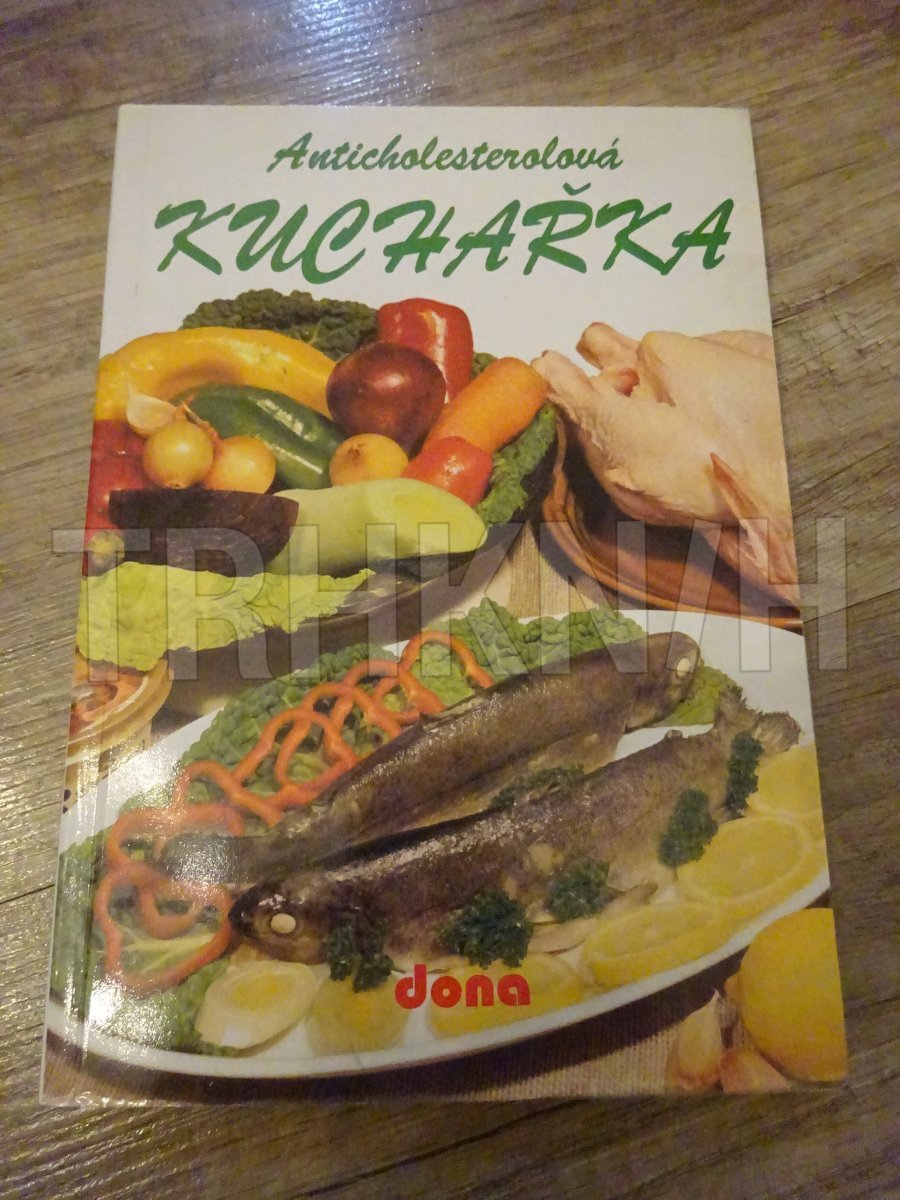 Anticholesterolová
KUCHAŘKA
TRHKNIH
dona